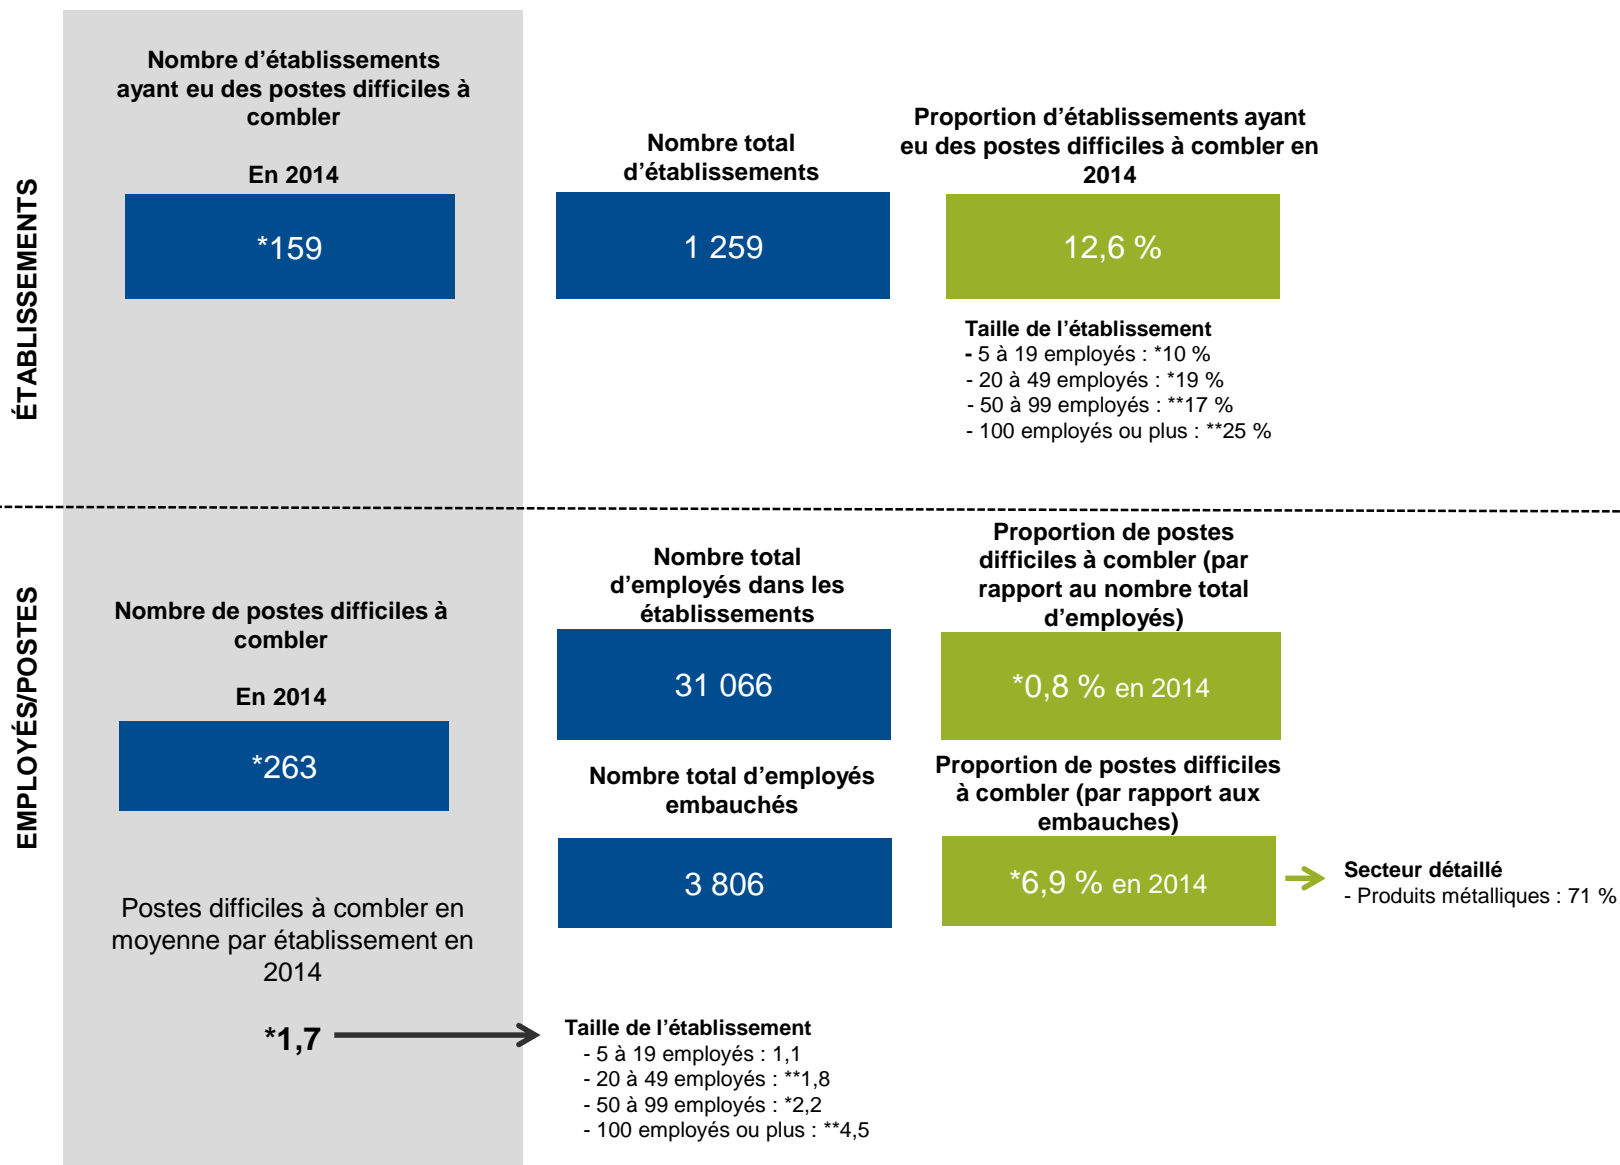 ÉTABLISSEMENTS
Nombre d’établissements
ayant eu des postes difficiles à
combler
En 2014
*159
Nombre total
d’établissements
1 259
Proportion d’établissements ayant
eu des postes difficiles à combler en
2014
12,6 %
Taille de l’établissement
- 5 à 19 employés : *10 %
- 20 à 49 employés : *19 %
- 50 à 99 employés : **17 %
- 100 employés ou plus : **25 %
EMPLOYÉS/POSTES
Nombre de postes difficiles à
combler
En 2014
*263
Nombre total
d’employés dans les
établissements
31 066
Proportion de postes
difficiles à combler (par
rapport au nombre total
d’employés)
*0,8 % en 2014
Nombre total d’employés
embauchés
3 806
Proportion de postes difficiles
à combler (par rapport aux
embauches)
*6,9 % en 2014
Secteur détaillé
- Produits métalliques : 71 %
Postes difficiles à combler en
moyenne par établissement en
2014
*1,7
Taille de l’établissement
- 5 à 19 employés : 1,1
- 20 à 49 employés : **1,8
- 50 à 99 employés : *2,2
- 100 employés ou plus : **4,5